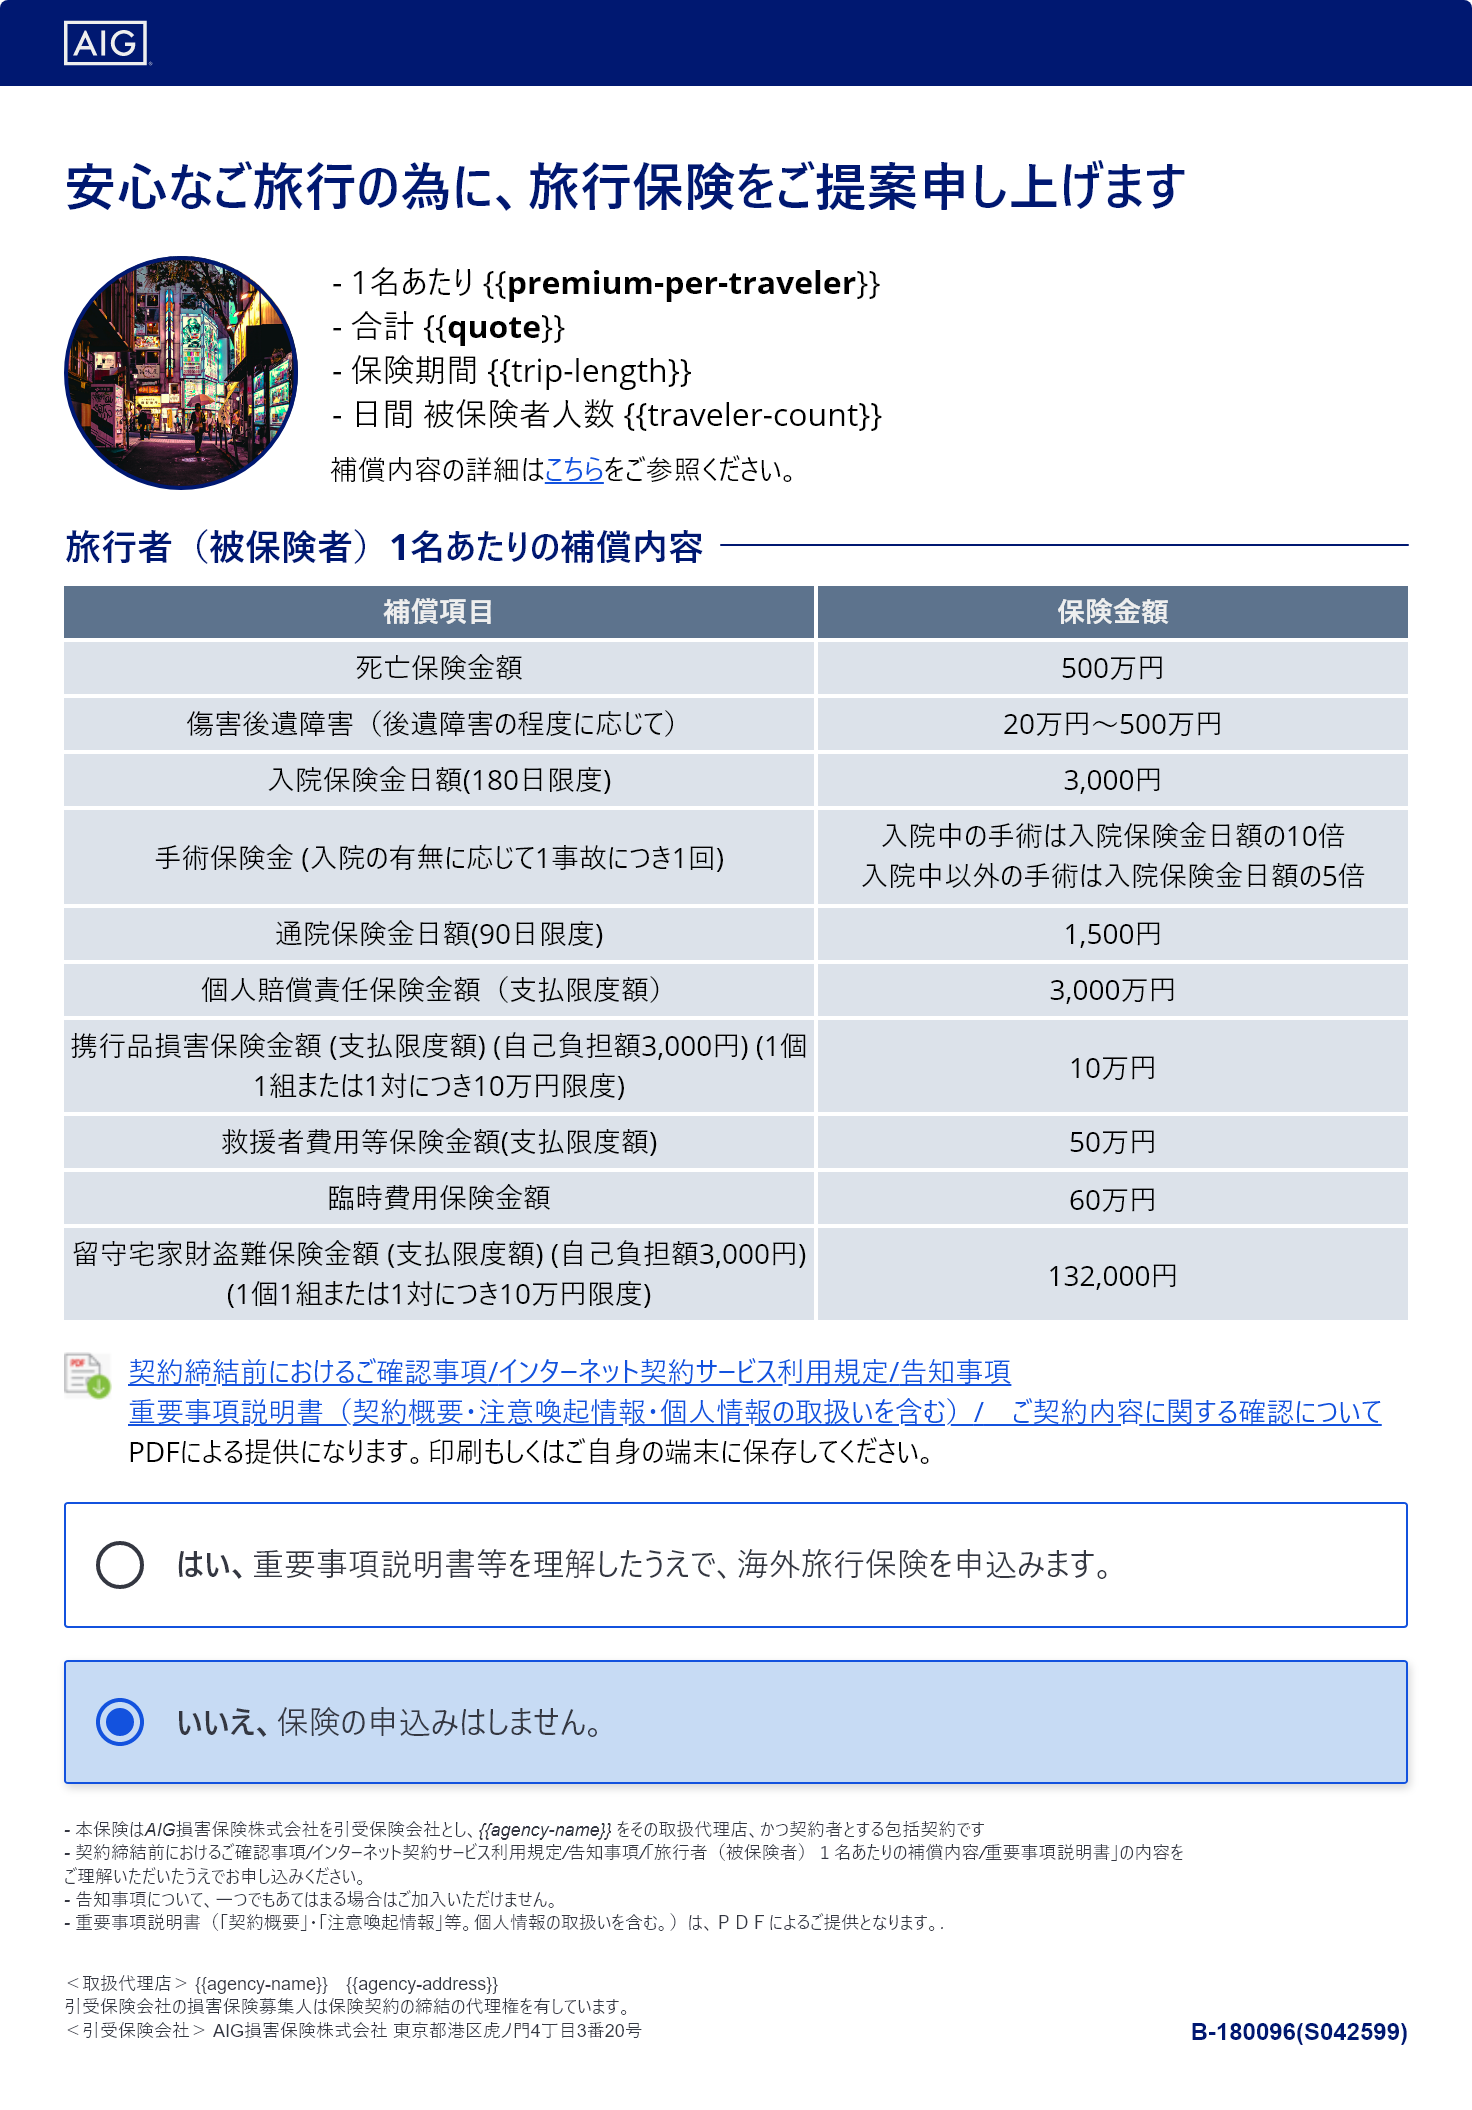 AIG
安心なご旅行の為に、旅行保険をご提案申し上げます
- 1名あたり {{premium-per-traveler}}
- 合計 {{quote}}
- 保険期間 {{trip-length}}
- 日間 被保険者人数 {{traveler-count}}
補償内容の詳細はこちらをご参照ください。
旅行者（被保険者）1名あたりの補償内容
補償項目 保険金額
死亡保険金額 500万円
傷害後遺障害（後遺障害の程度に応じて） 20万円～500万円
入院保険金日額(180日限度) 3,000円
手術保険金 (入院の有無に応じて1事故につき1回) 入院中の手術は入院保険金日額の10倍
入院中以外の手術は入院保険金日額の5倍
通院保険金日額(90日限度) 1,500円
個人賠償責任保険金額（支払限度額） 3,000万円
携行品損害保険金額 (支払限度額) (自己負担額3,000円) (1個
1組または1対につき10万円限度) 10万円
救援者費用等保険金額(支払限度額) 50万円
臨時費用保険金額 60万円
留守宅家財盗難保険金額 (支払限度額) (自己負担額3,000円)
(1個1組または1対につき10万円限度) 132,000円
PDF
契約締結前におけるご確認事項/インターネット契約サービス利用規定/告知事項
重要事項説明書（契約概要・注意喚起情報・個人情報の取扱いを含む）/　ご契約内容に関する確認について
PDFによる提供になります。印刷もしくはご自身の端末に保存してください。
はい、重要事項説明書等を理解したうえで、海外旅行保険を申込みます。
いいえ、保険の申込みはしません。
- 本保険はAIG損害保険株式会社を引受保険会社とし、{{agency-name}} をその取扱代理店、かつ契約者とする包括契約です
- 契約締結前におけるご確認事項/インターネット契約サービス利用規定/告知事項/「旅行者（被保険者）１名あたりの補償内容/重要事項説明書」の内容を
ご理解いただいたうえでお申し込みください。
- 告知事項について、一つでもあてはまる場合はご加入いただけません。
- 重要事項説明書（「契約概要」・「注意喚起情報」等。個人情報の取扱いを含む。）は、ＰＤＦによるご提供となります。.
＜取扱代理店＞ {{agency-name}}　{{agency-address}}
引受保険会社の損害保険募集人は保険契約の締結の代理権を有しています。
＜引受保険会社＞ AIG損害保険株式会社 東京都港区虎ノ門4丁目3番20号
B-180096(S042599)